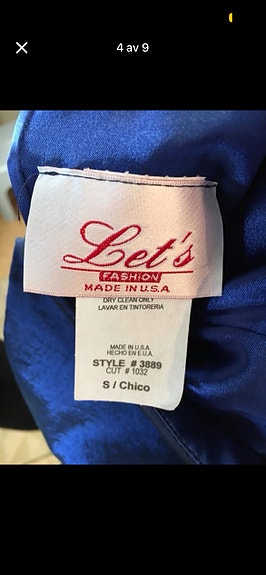 4 av 9
Let's
FASHION
MADE IN U.S.A
DRY CLEAN ONLY
LAVAR EN TINTORERIA
MADE IN U.S.A.
HECHO EN E.U.A.
STYLE # 3889
CUT # 1032
S / Chico